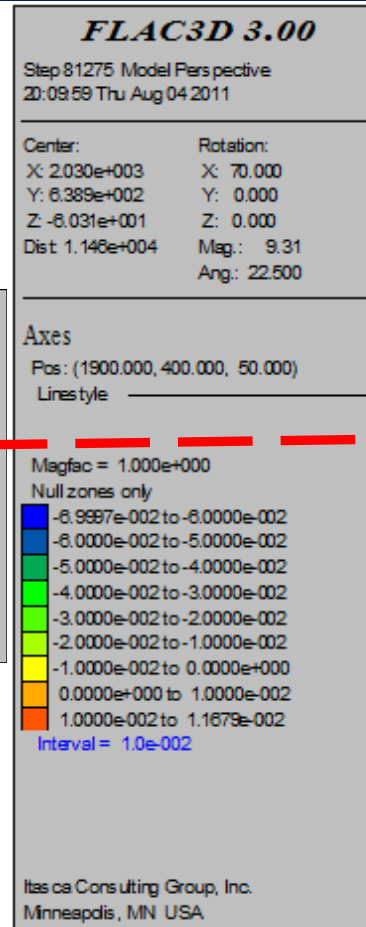 FLAC3D 3.00
Step 81275 Model Perspective
20:09:59 Thu Aug 04 2011
Center: Rotation:
X: 2.030e+003 X: 70.000
Y: 6.389e+002 Y: 0.000
Z: -6.031e+001 Z: 0.000
Dist: 1.146e+004 Mag.: 9.31
Ang.: 22.500
Axes
Pos: (1900.000, 400.000, 50.000)
Linestyle
Magfac = 1.000e+000
Null zones only
-6.9997e-002 to -6.0000e-002
-6.0000e-002 to -5.0000e-002
-5.0000e-002 to -4.0000e-002
-4.0000e-002 to -3.0000e-002
-3.0000e-002 to -2.0000e-002
-2.0000e-002 to -1.0000e-002
-1.0000e-002 to 0.0000e+000
0.0000e+000 to 1.0000e-002
1.0000e-002 to 1.1679e-002
Interval = 1.0e-002
Itasca Consulting Group, Inc.
Minneapolis, MN USA